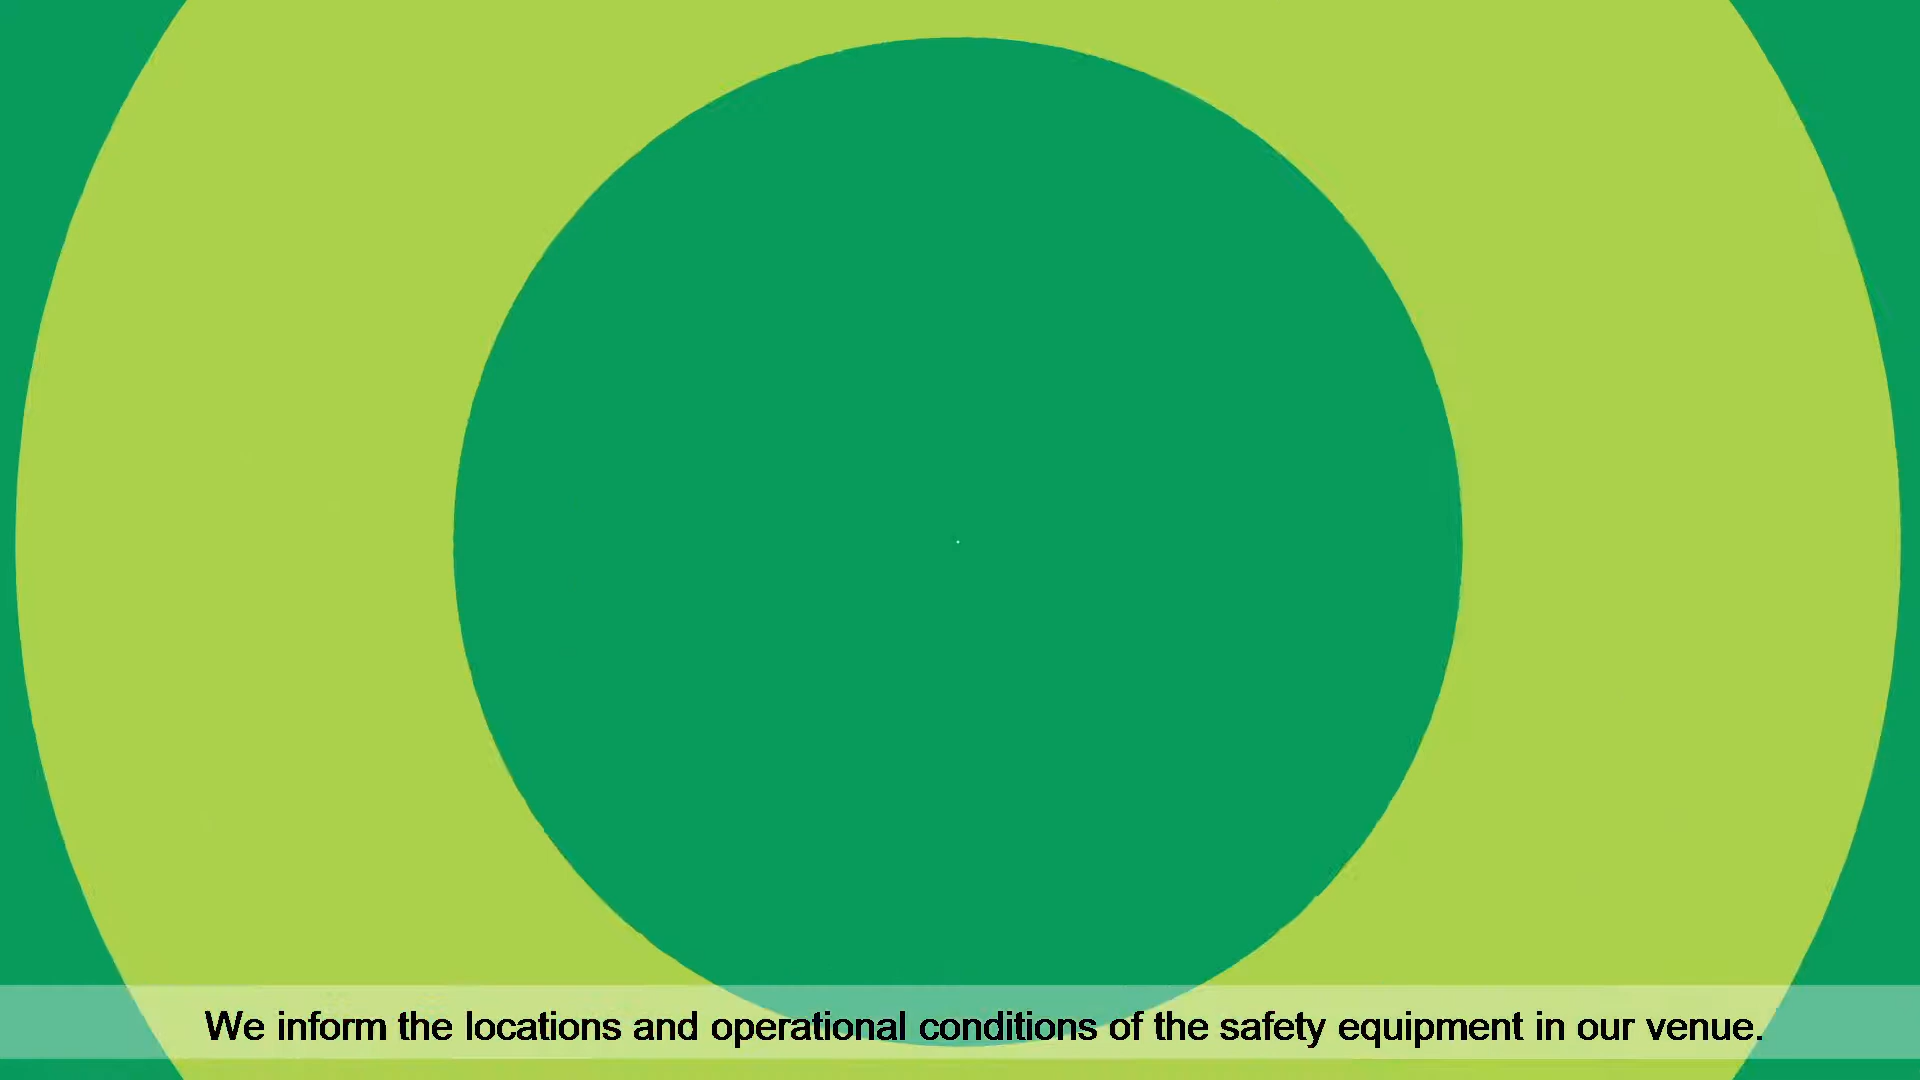 We inform the locations and operational conditions of the safety equipment in our venue.